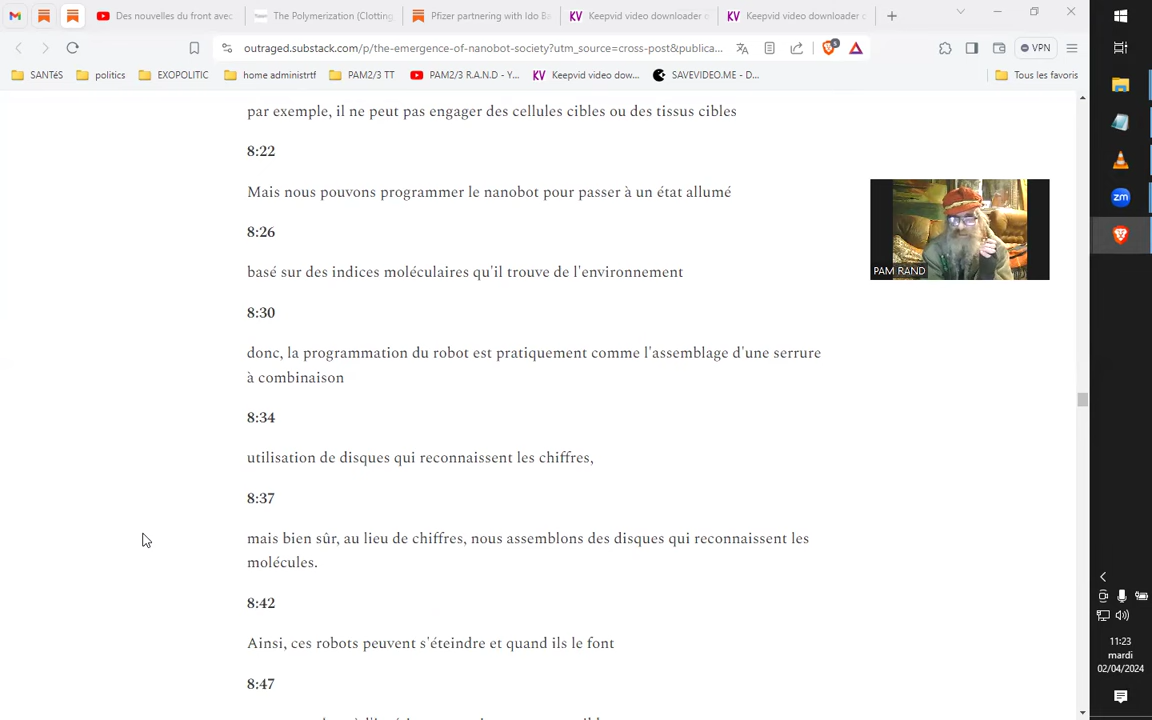 Des nouvelles du front avec
The Polymerization (Clotting
Pfizer partnering with Ido Ba
Keepvid video downloader o
Keepvid video downloader o
outraged.substack.com/p/the-emergence-of-nanobot-society?utm_source=cross-post&publica...
VPN
SANTéS
politics
EXOPOLITIC
home administrtf
PAM2/3 TT
PAM2/3 R.A.N.D - Y...
Keepvid video dow...
SAVEVIDEO.ME - D...
Tous les favoris
par exemple, il ne peut pas engager des cellules cibles ou des tissus cibles
8:22
Mais nous pouvons programmer le nanobot pour passer à un état allumé
8:26
basé sur des indices moléculaires qu'il trouve de l'environnement
8:30
donc, la programmation du robot est pratiquement comme l'assemblage d'une serrure
à combinaison
8:34
utilisation de disques qui reconnaissent les chiffres,
8:37
mais bien sûr, au lieu de chiffres, nous assemblons des disques qui reconnaissent les
molécules.
8:42
Ainsi, ces robots peuvent s'éteindre et quand ils le font
8:47
PAM RAND
zm
11:23
mardi
02/04/2024